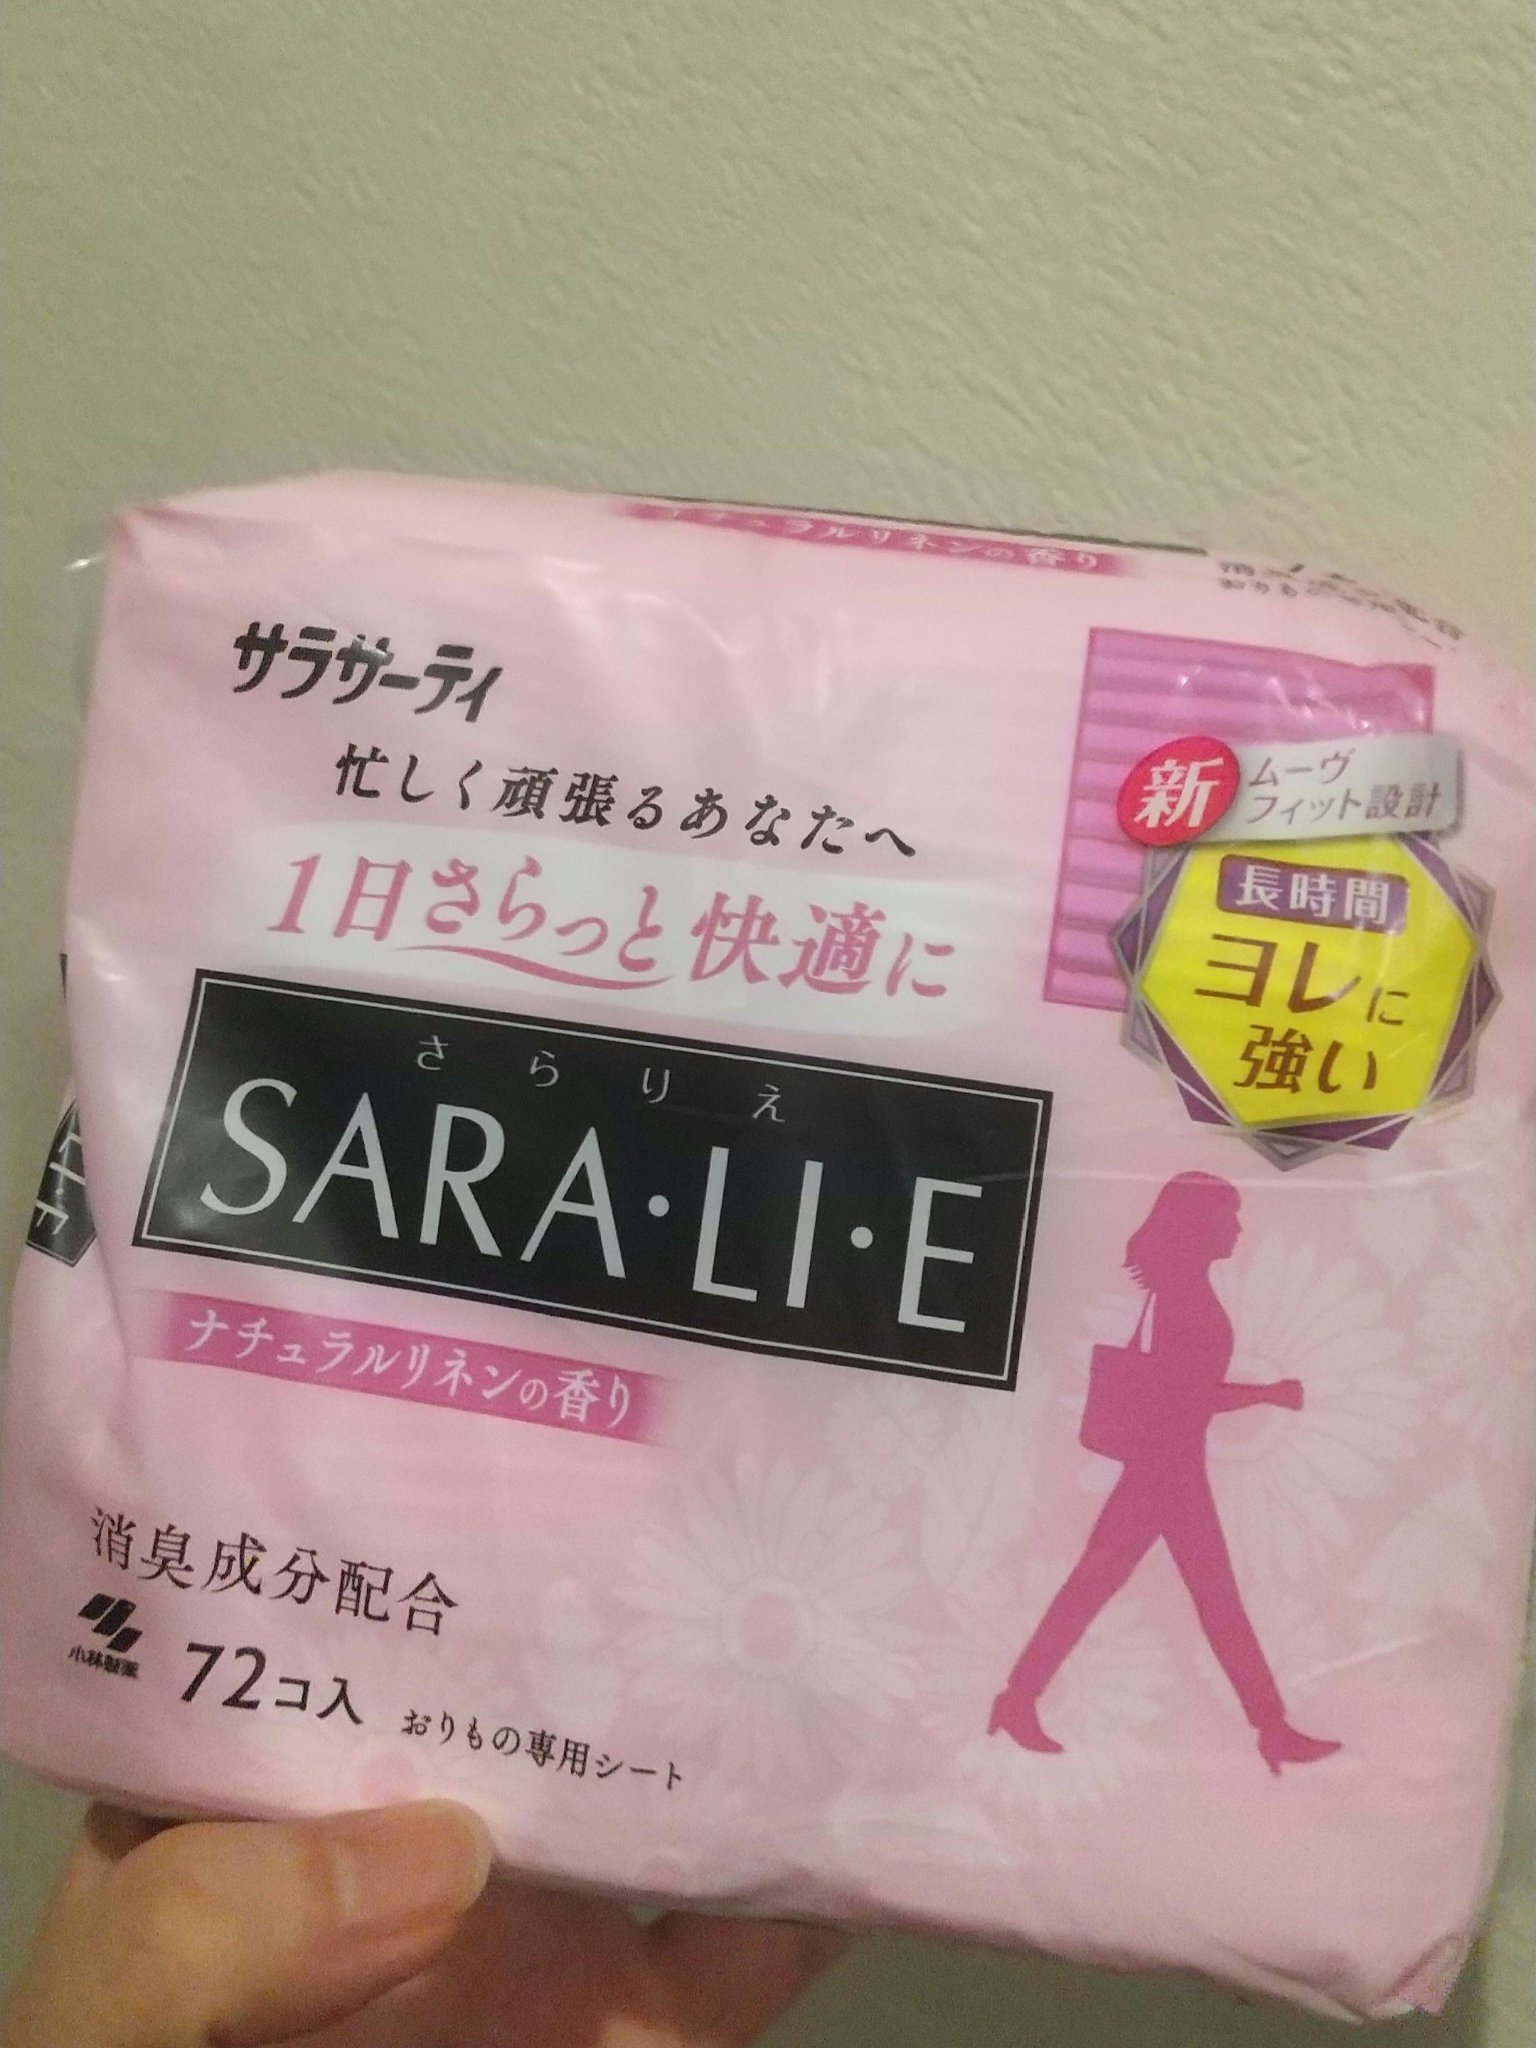 ナチュラルリネンの香り
サラサーティ
忙しく頑張るあなたへ
1日さらっと快適に
さらりえ
SARA・LI・E
ナチュラルリネンの香り
新
ムーヴ
フィット設計
長時間
ヨレに
強い
消臭成分配合
小林製薬
72コ入
おりもの専用シート